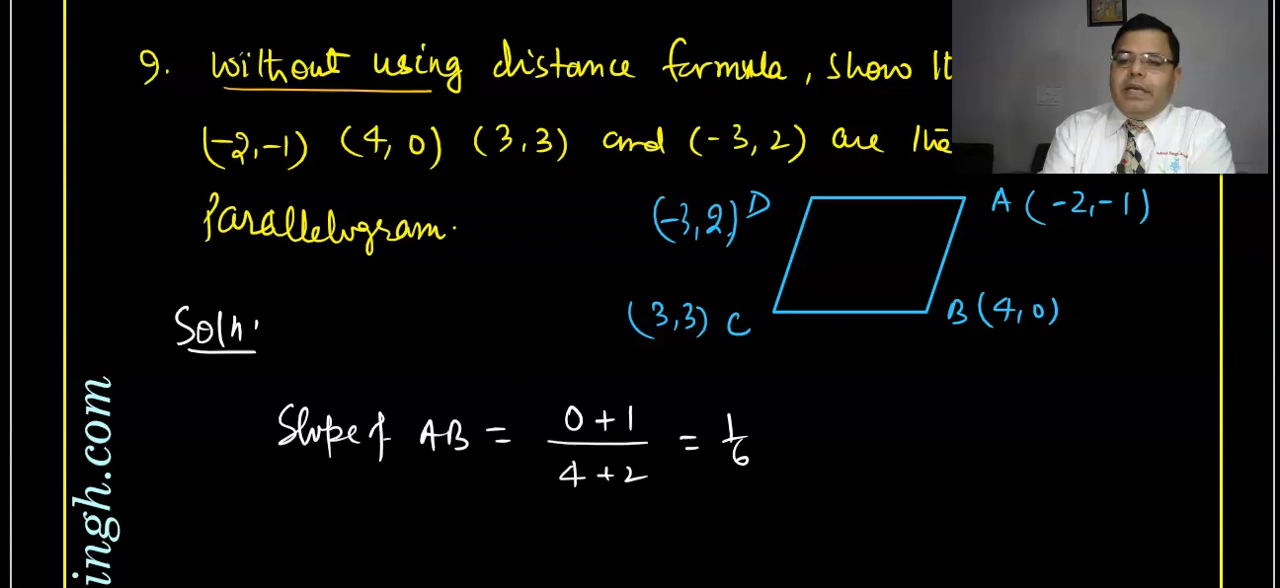 9. Without using distance formula, show
(-2,-1) (4, 0) (3, 3) and (-3, 2) are the
Parallelogram.
(-3, 2) D
A (-2, -1)
(3, 3) C
B (4, 0)
Soln.
Slope of AB = 0 + 1 / 4 + 2 = 1/6
ingh.com